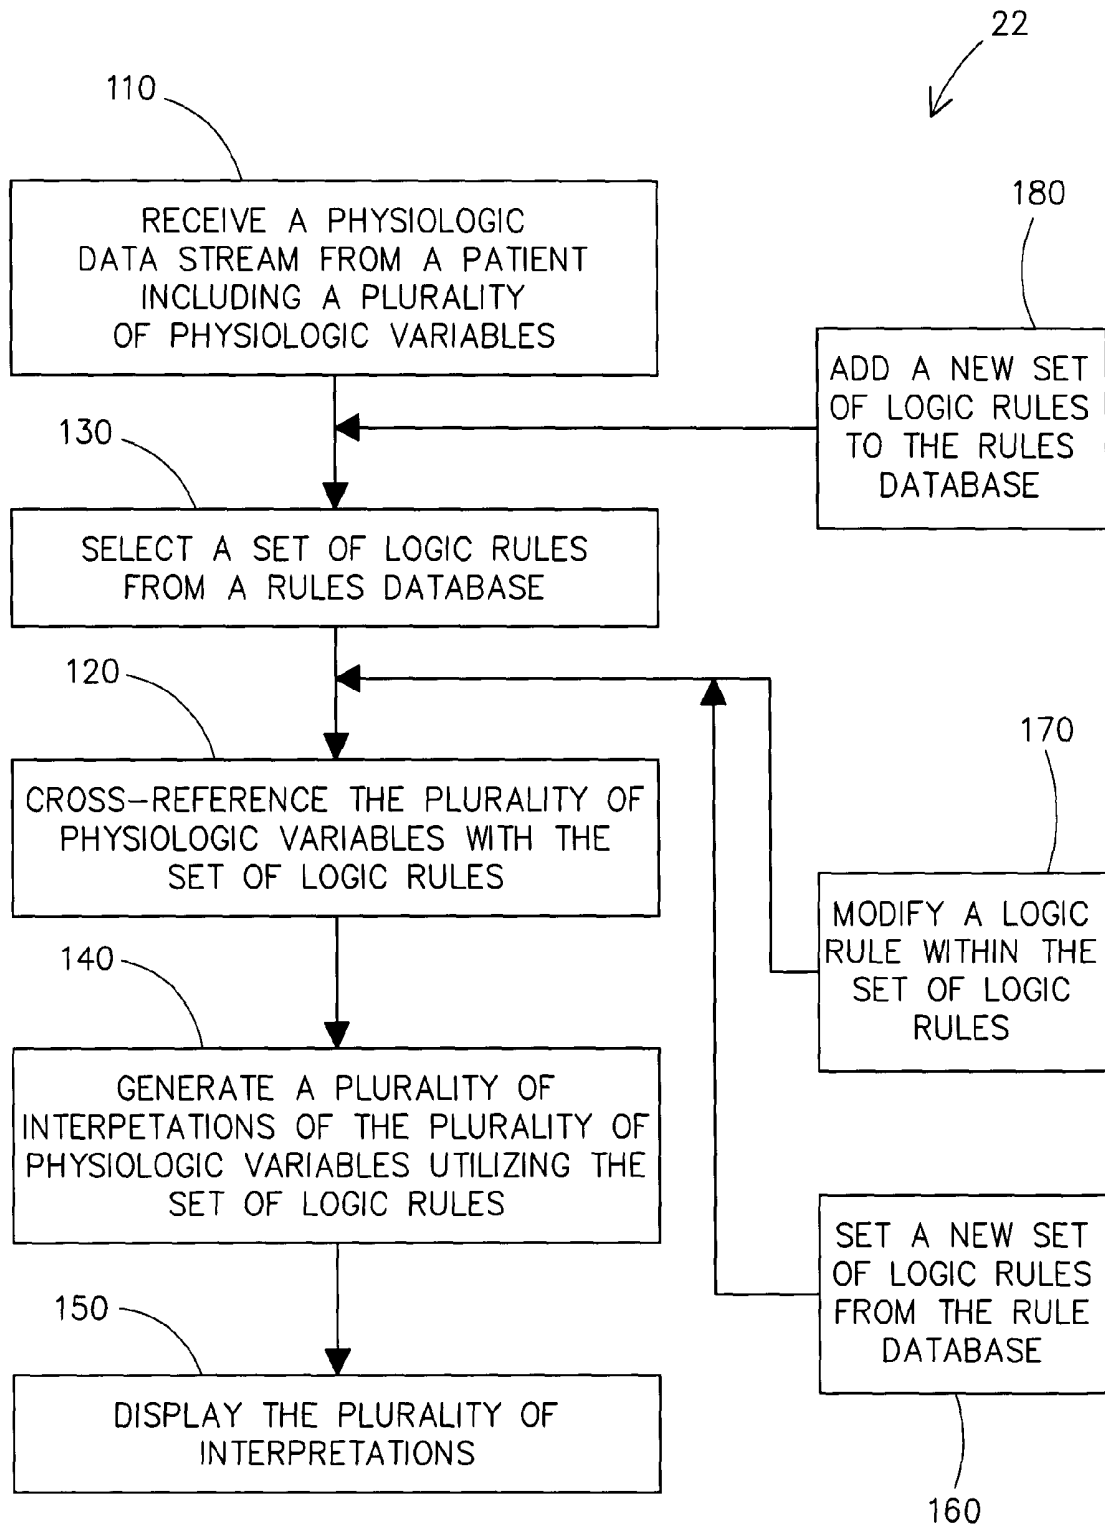 22
110
RECEIVE A PHYSIOLOGIC
DATA STREAM FROM A PATIENT
INCLUDING A PLURALITY
OF PHYSIOLOGIC VARIABLES
180
ADD A NEW SET
OF LOGIC RULES
TO THE RULES
DATABASE
130
SELECT A SET OF LOGIC RULES
FROM A RULES DATABASE
120
CROSS-REFERENCE THE PLURALITY OF
PHYSIOLOGIC VARIABLES WITH THE
SET OF LOGIC RULES
170
MODIFY A LOGIC
RULE WITHIN THE
SET OF LOGIC
RULES
140
GENERATE A PLURALITY OF
INTERPETATIONS OF THE PLURALITY OF
PHYSIOLOGIC VARIABLES UTILIZING THE
SET OF LOGIC RULES
SET A NEW SET
OF LOGIC RULES
FROM THE RULE
DATABASE
160
150
DISPLAY THE PLURALITY OF
INTERPRETATIONS